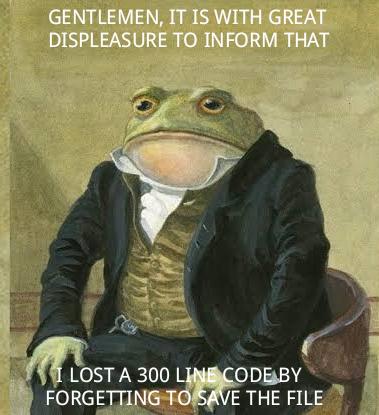 GENTLEMEN, IT IS WITH GREAT
DISPLEASURE TO INFORM THAT
I LOST A 300 LINE CODE BY
FORGETTING TO SAVE THE FILE